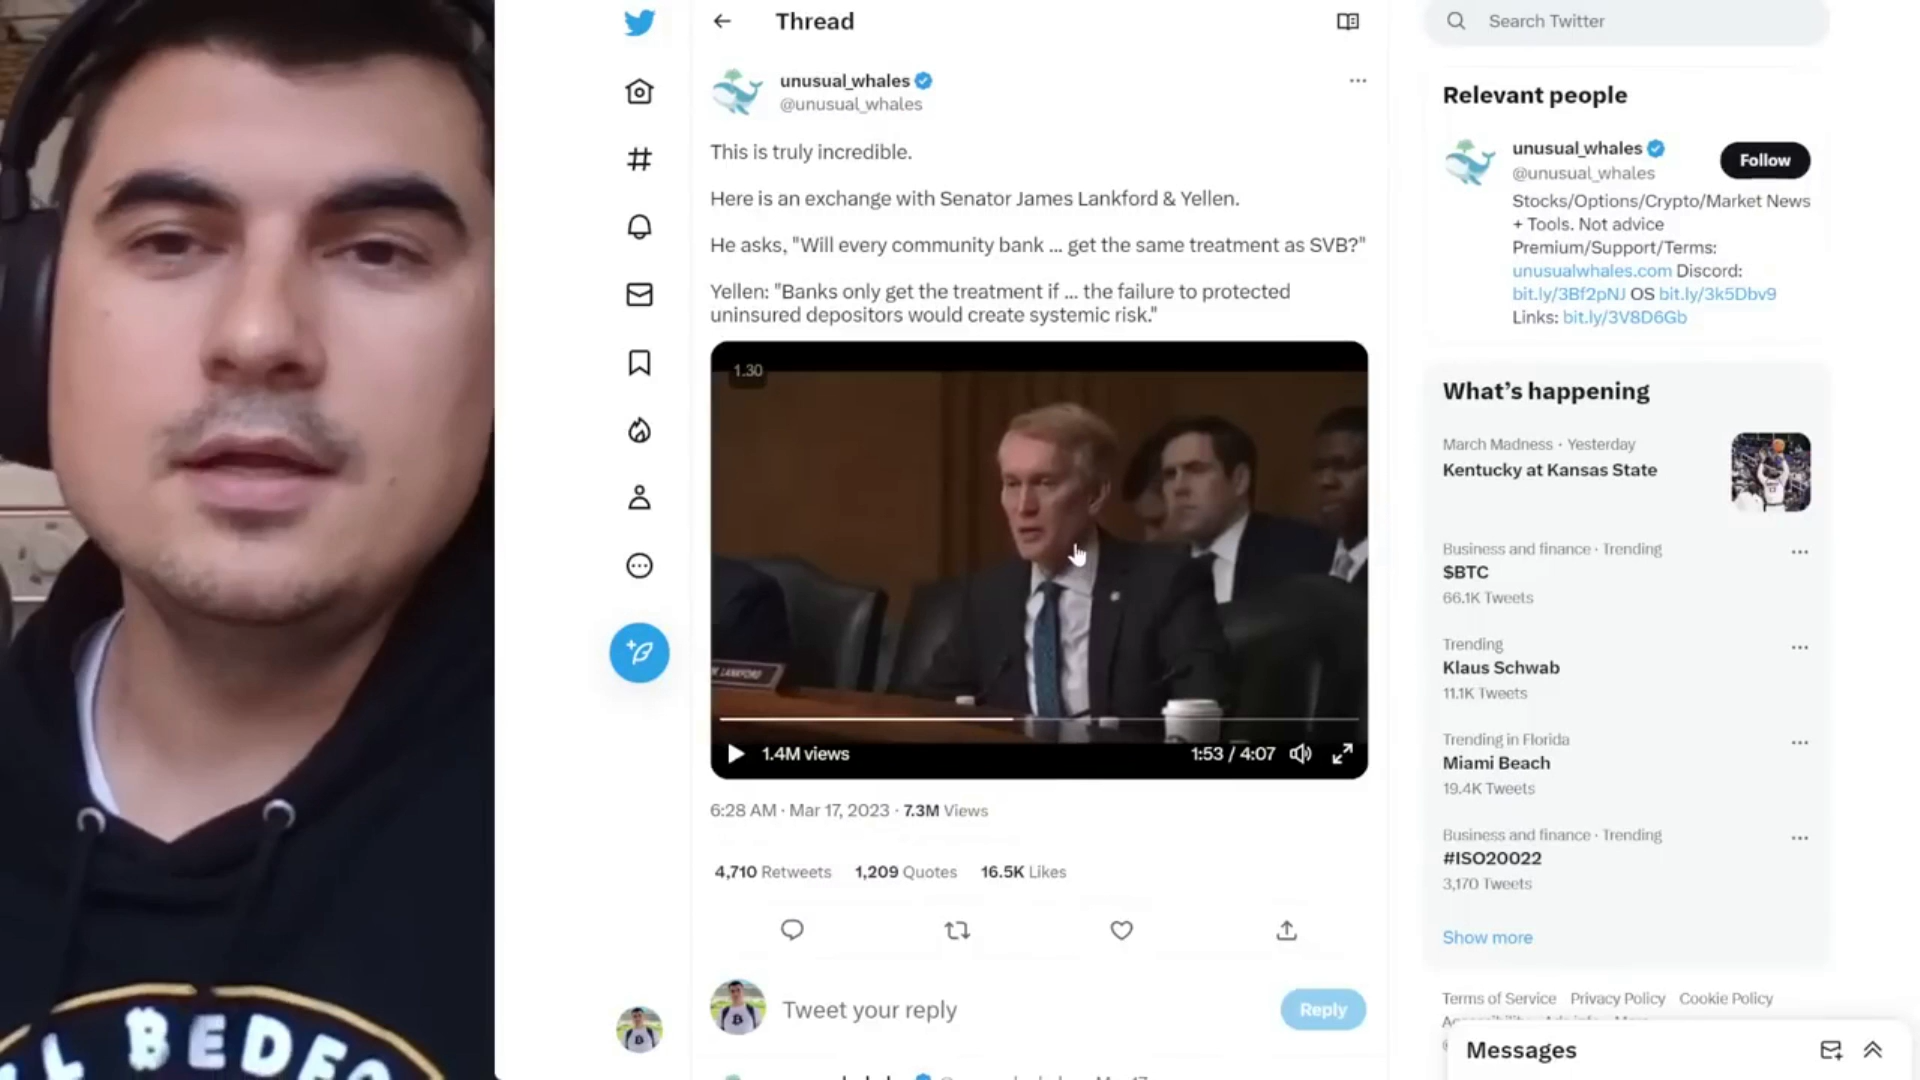 Thread
Search Twitter
unusual_whales
@unusual_whales
This is truly incredible.
Here is an exchange with Senator James Lankford & Yellen.
He asks, "Will every community bank ... get the same treatment as SVB?"
Yellen: "Banks only get the treatment if ... the failure to protected
uninsured depositors would create systemic risk."
1.30
LANKFORD
1.4M views
1:53 / 4:07
6:28 AM · Mar 17, 2023 · 7.3M Views
4,710 Retweets 1,209 Quotes 16.5K Likes
Tweet your reply
Reply
Relevant people
unusual_whales
@unusual_whales
Follow
Stocks/Options/Crypto/Market News
+ Tools. Not advice
Premium/Support/Terms:
unusualwhales.com Discord:
bit.ly/3Bf2pNJ OS bit.ly/3k5Dbv9
Links: bit.ly/3V8D6Gb
What's happening
March Madness · Yesterday
Kentucky at Kansas State
Business and finance · Trending
$BTC
66.1K Tweets
Trending
Klaus Schwab
11.1K Tweets
Trending in Florida
Miami Beach
19.4K Tweets
Business and finance · Trending
#ISO20022
3,170 Tweets
Show more
Terms of Service Privacy Policy Cookie Policy
Messages